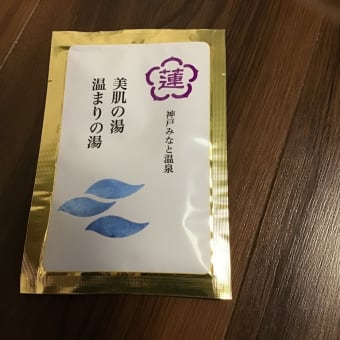 蓮
神戸みなと温泉
美肌の湯
温まりの湯